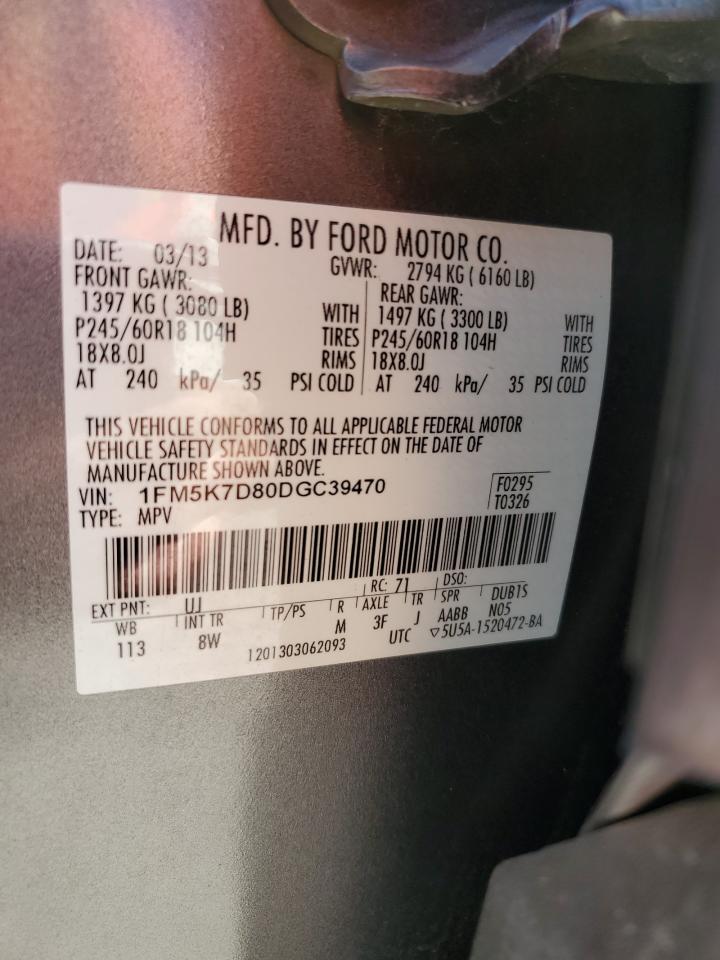 MFD. BY FORD MOTOR CO.
DATE: 03/13 GVWR: 2794 KG ( 6160 LB)
FRONT GAWR: REAR GAWR:
1397 KG ( 3080 LB) WITH 1497 KG ( 3300 LB) WITH
P245/60R18 104H TIRES P245/60R18 104H TIRES
18X8.0J RIMS 18X8.0J RIMS
AT 240 kPa/ 35 PSI COLD AT 240 kPa/ 35 PSI COLD
THIS VEHICLE CONFORMS TO ALL APPLICABLE FEDERAL MOTOR
VEHICLE SAFETY STANDARDS IN EFFECT ON THE DATE OF
MANUFACTURE SHOWN ABOVE.
VIN: 1FM5K7D80DGC39470 F0295
TYPE: MPV T0326
EXT PNT: UJ RC: 71 DSO:
WB INT TR TP/PS R AXLE TR SPR DUB1S
113 8W M 3F J AABB N05
1201303062093 UTC ▽5U5A-1520472-BA